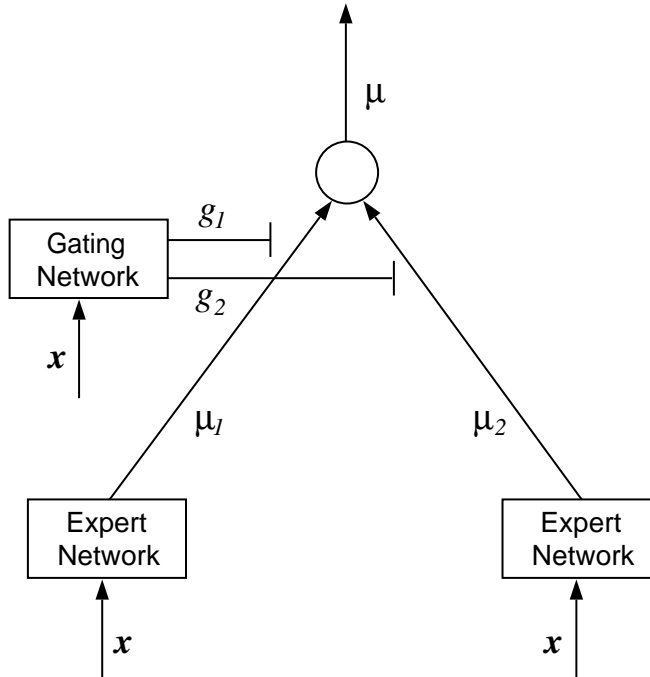 μ
g1
Gating
Network
g2
x
μ1
μ2
Expert
Network
Expert
Network
x
x